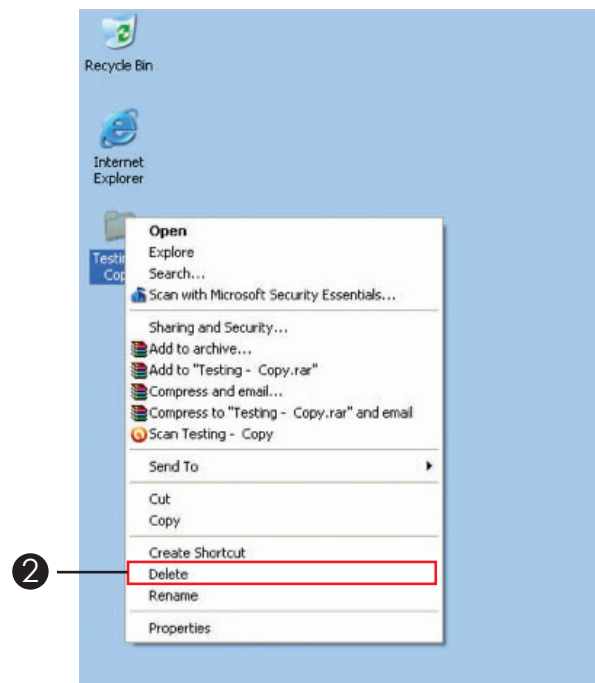 Recycle Bin
Internet
Explorer
Open
Explore
Search...
Scan with Microsoft Security Essentials...
Sharing and Security...
Add to archive...
Add to "Testing - Copy.rar"
Compress and email...
Compress to "Testing - Copy.rar" and email
Scan Testing - Copy
Send To
Cut
Copy
Create Shortcut
2
Delete
Rename
Properties